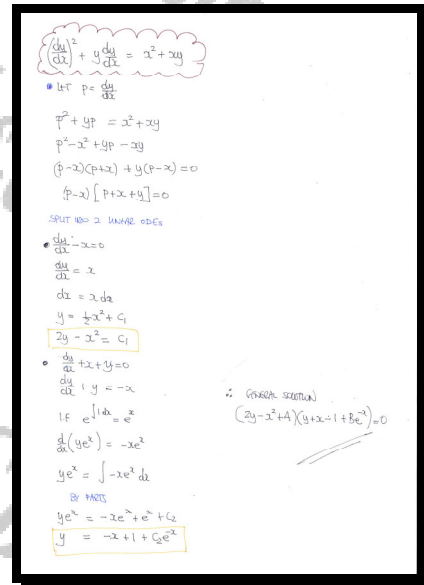 (dy/dx)² + y dy/dx = x² + xy
• LET p = dy/dx
p² + yp = x² + xy
p² - x² + yp - xy
(p-x)(p+x) + y(p-x) = 0
(p-x)[p+x+y] = 0
SPLIT INTO 2 LINEAR ODEs
• dy/dx - x = 0
dy/dx = x
dx = x dx
y = ½x² + C₁
2y - x² = C₁
• dy/dx + x + y = 0
dy/dx + y = -x
I.F e^∫1 dx = e^x
d/dx(ye^x) = -xe^x
ye^x = ∫ -xe^x dx
BY PARTS
ye^x = -xe^x + e^x + C₂
y = -x + 1 + C₂e^-x
∴ GENERAL SOLUTION
(2y - x² + A)(y + x - 1 + Be^-x) = 0